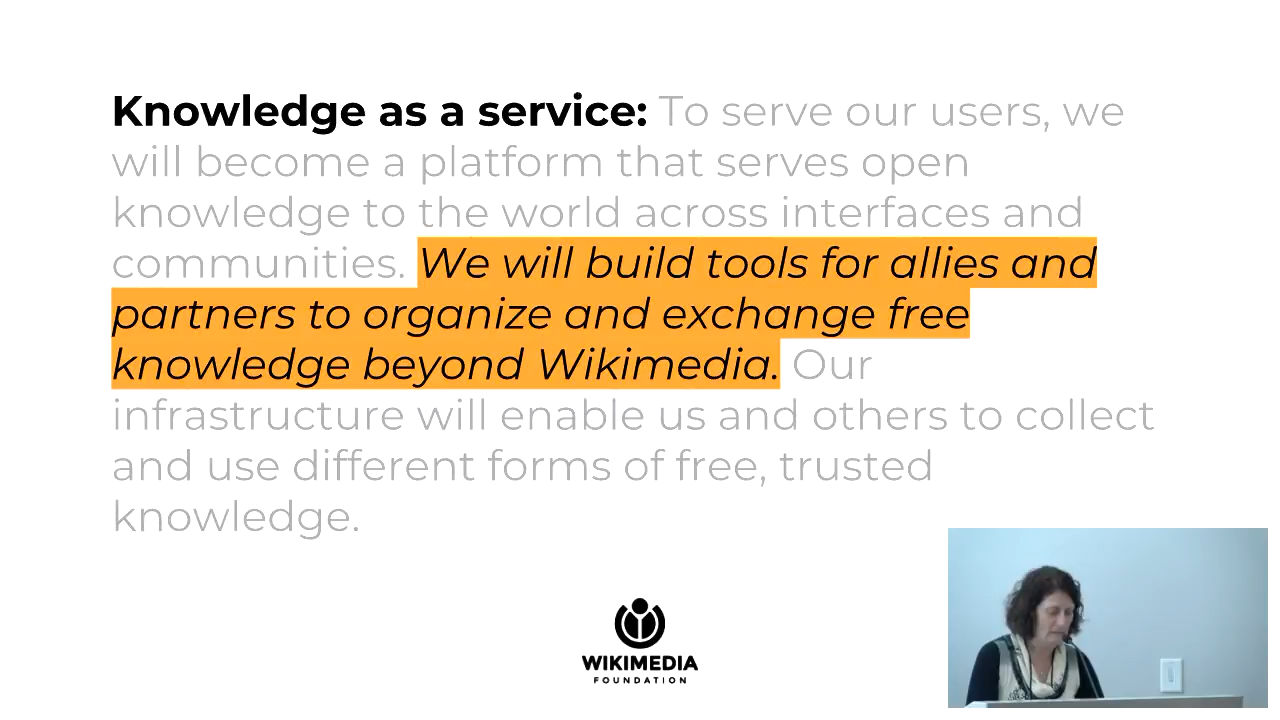 Knowledge as a service: To serve our users, we
will become a platform that serves open
knowledge to the world across interfaces and
communities. We will build tools for allies and
partners to organize and exchange free
knowledge beyond Wikimedia. Our
infrastructure will enable us and others to collect
and use different forms of free, trusted
knowledge.
WIKIMEDIA
FOUNDATION